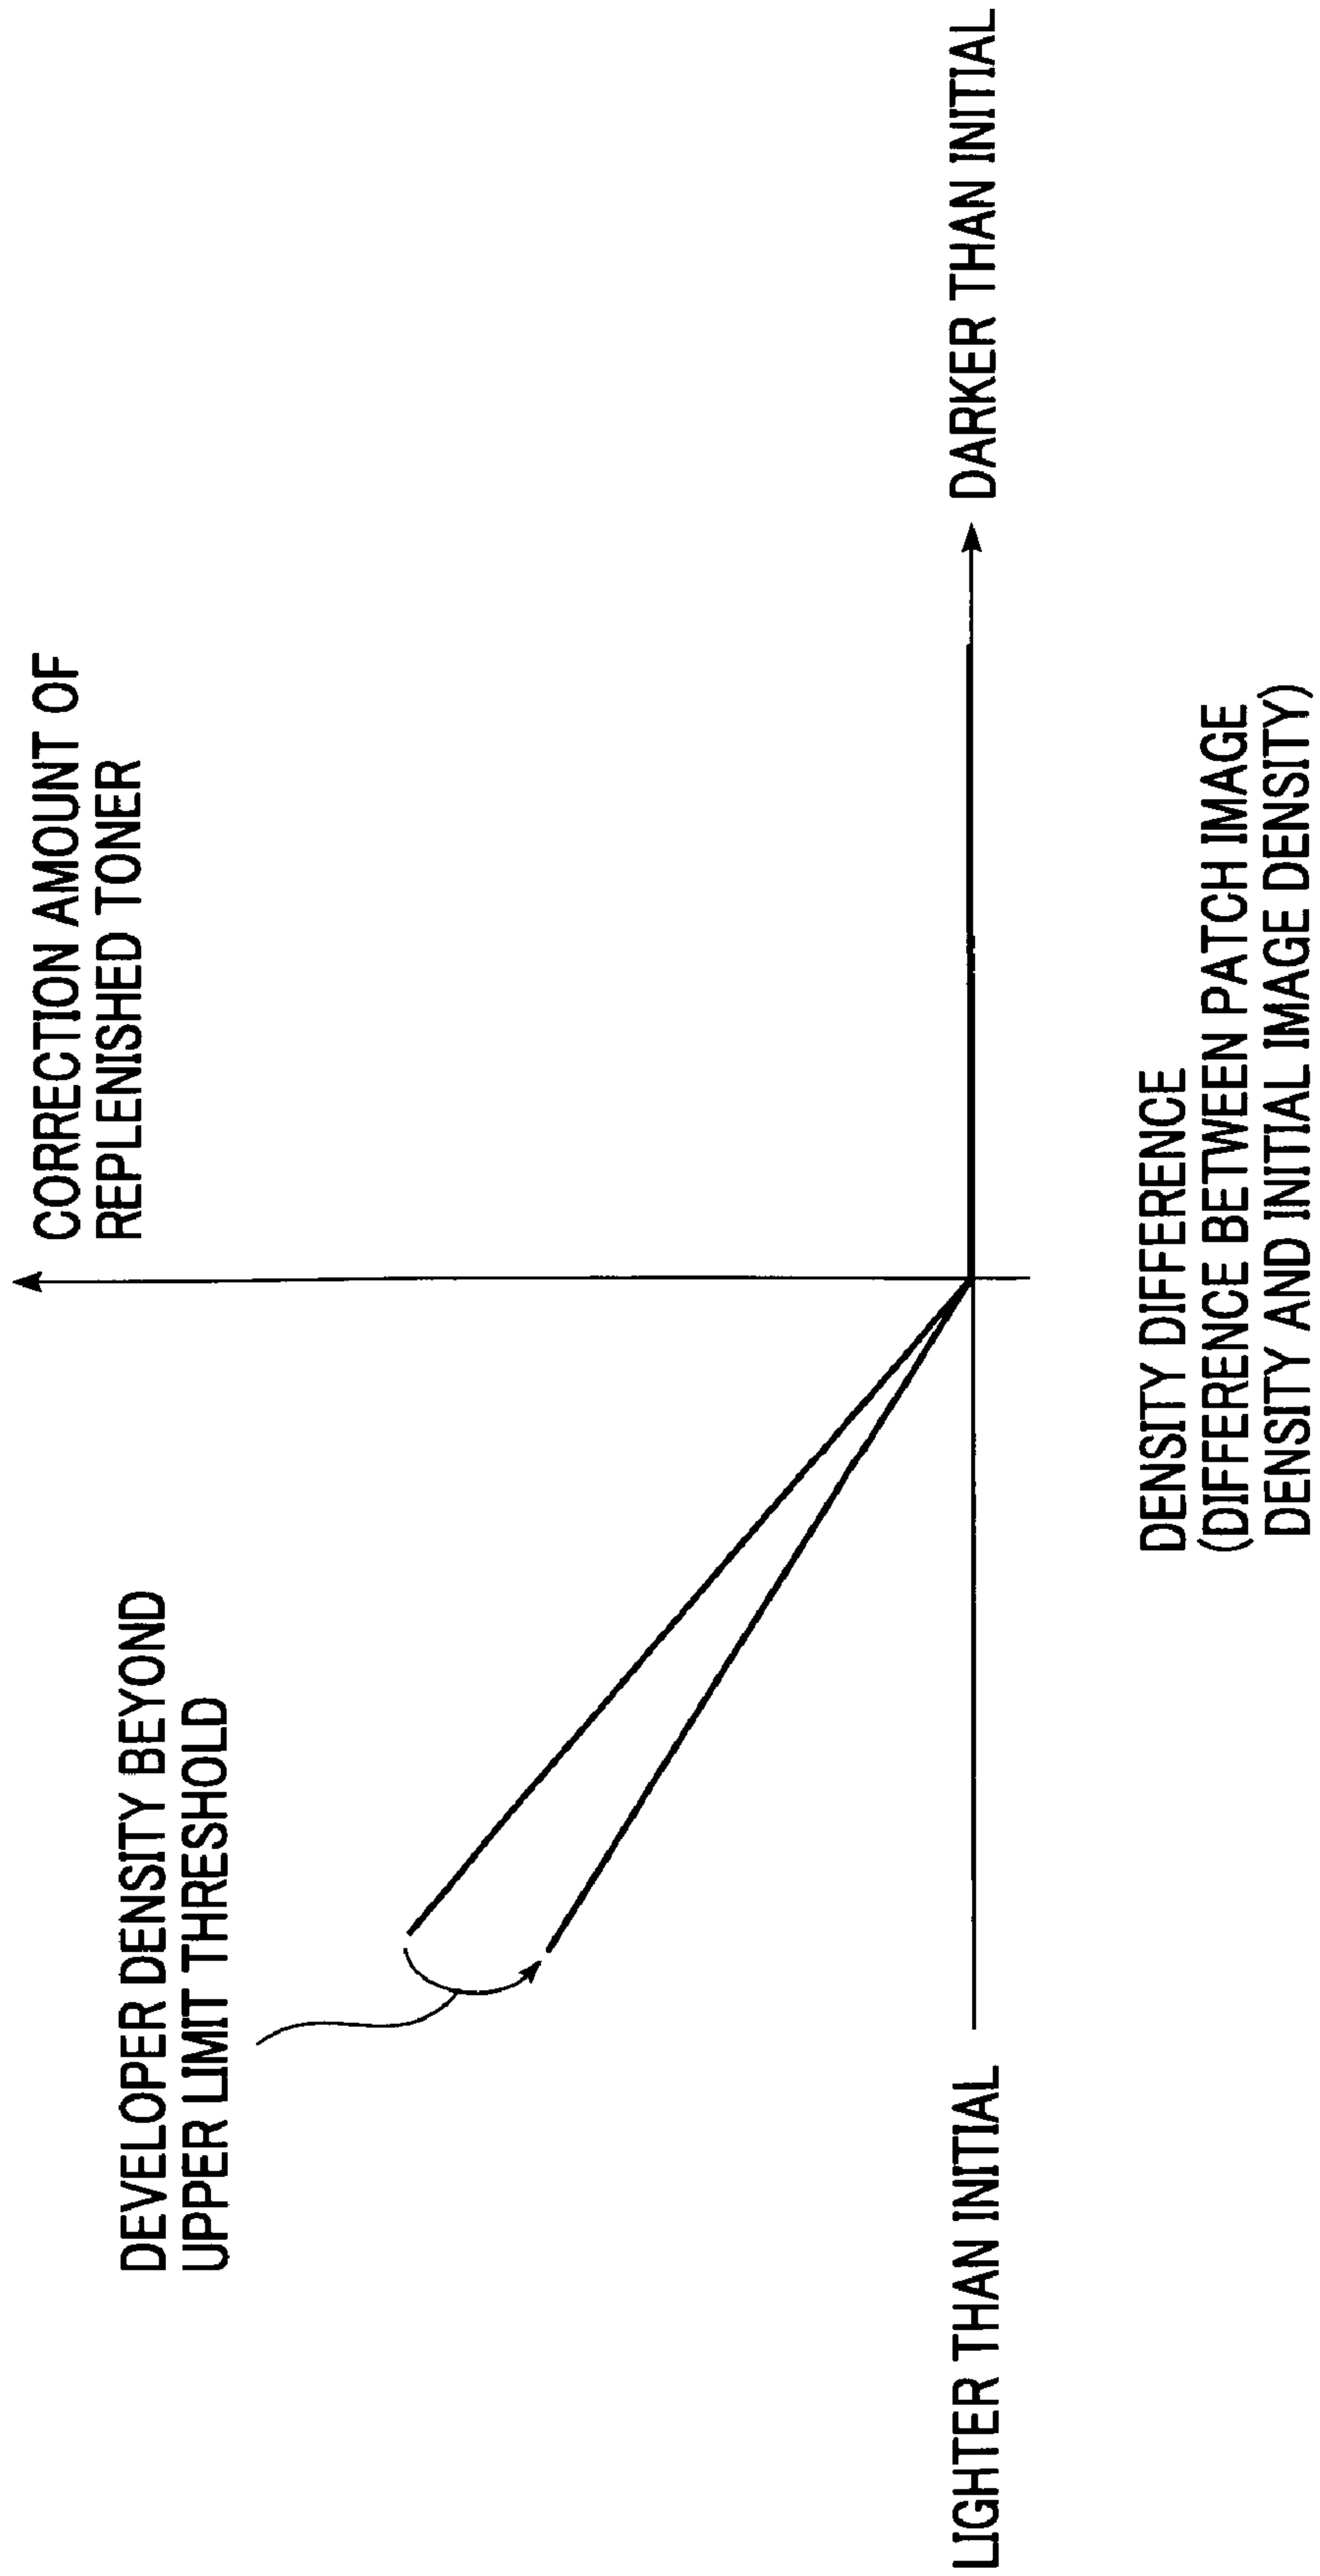 CORRECTION AMOUNT OF
REPLENISHED TONER
DEVELOPER DENSITY BEYOND
UPPER LIMIT THRESHOLD
LIGHTER THAN INITIAL
DARKER THAN INITIAL
DENSITY DIFFERENCE
(DIFFERENCE BETWEEN PATCH IMAGE
DENSITY AND INITIAL IMAGE DENSITY)